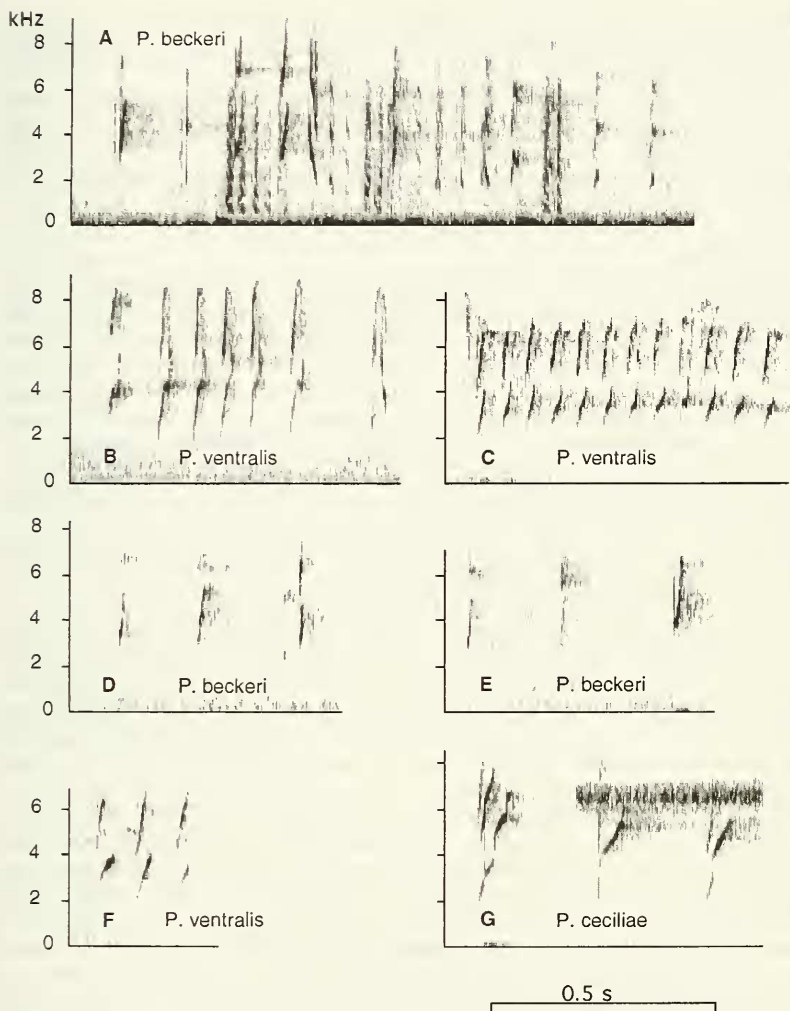 kHz
A P. beckeri
8
6
4
2
0
8
6
4
2
0
B P. ventralis
C P. ventralis
8
6
4
2
0
D P. beckeri
E P. beckeri
6
4
2
0
F P. ventralis
G P. ceciliae
0.5 s